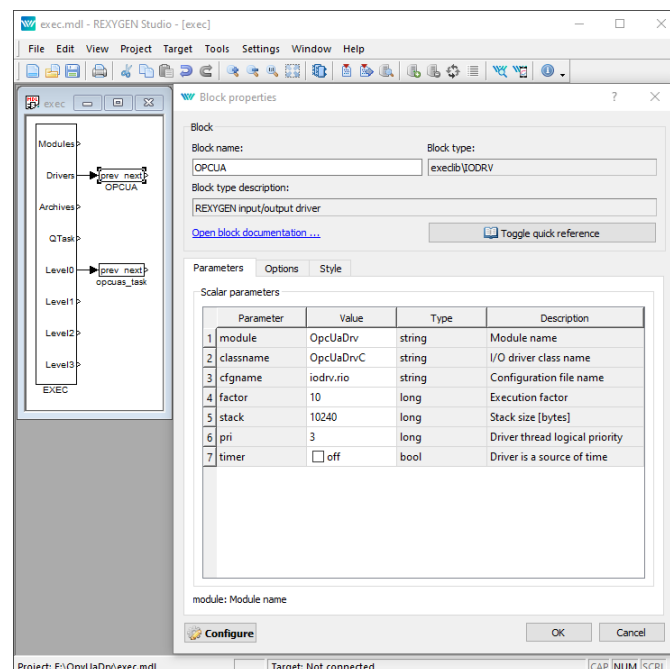 exec.mdl - REXYGEN Studio - [exec]
File Edit View Project Target Tools Settings Window Help
exec
Modules
Drivers
prev next
OPCUA
Archives
QTask
Level0
prev next
opcuas_task
Level1
Level2
Level3
EXEC
Block properties
Block
Block name: Block type:
OPCUA execlib\IODRV
Block type description:
REXYGEN input/output driver
Open block documentation ... Toggle quick reference
Parameters Options Style
Scalar parameters
Parameter Value Type Description
1 module OpcUaDrv string Module name
2 classname OpcUaDrvC string I/O driver class name
3 cfgname iodrv.rio string Configuration file name
4 factor 10 long Execution factor
5 stack 10240 long Stack size [bytes]
6 pri 3 long Driver thread logical priority
7 timer off bool Driver is a source of time
module: Module name
Configure OK Cancel
Target: Not connected CAP NUM SCRL